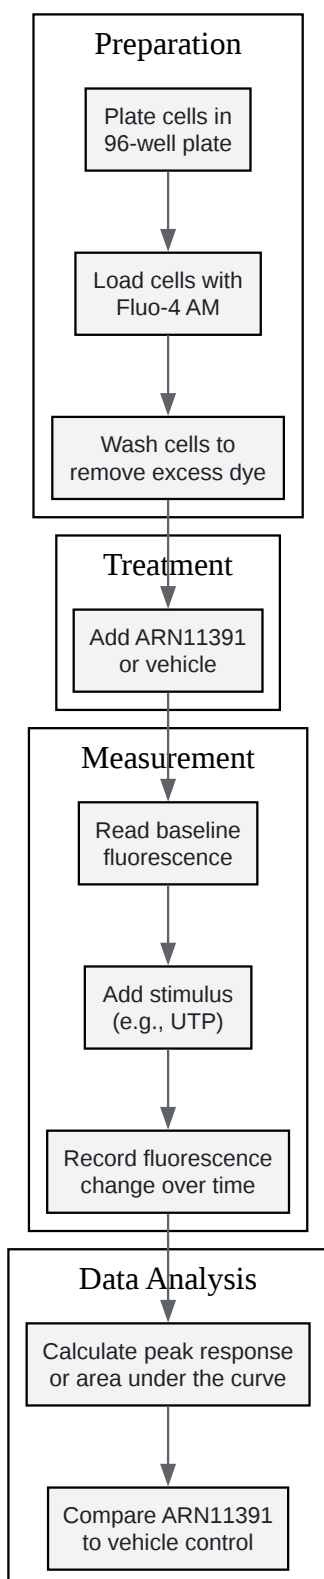 Preparation
Plate cells in
96-well plate
Load cells with
Fluo-4 AM
Wash cells to
remove excess dye
Treatment
Add ARN11391
or vehicle
Measurement
Read baseline
fluorescence
Add stimulus
(e.g., UTP)
Record fluorescence
change over time
Data Analysis
Calculate peak response
or area under the curve
Compare ARN11391
to vehicle control